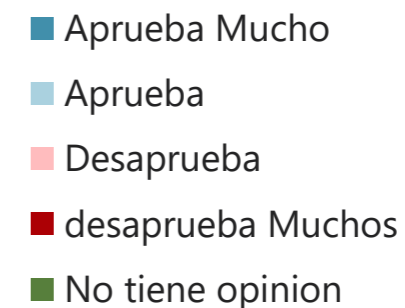 Aprueba Mucho
Aprueba
Desaprueba
desaprueba Muchos
No tiene opinion